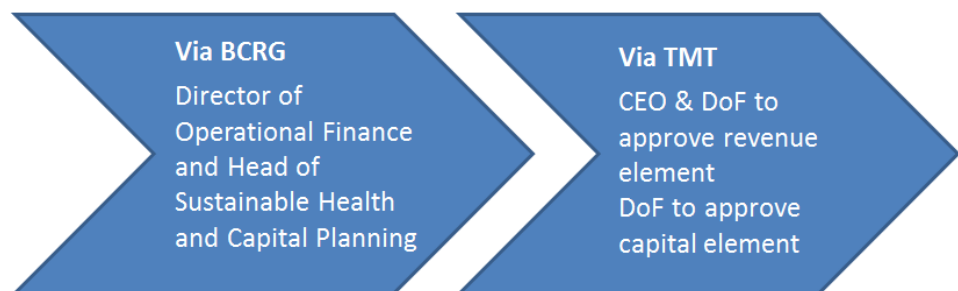 Via BCRG
Director of
Operational Finance
and Head of
Sustainable Health
and Capital Planning
Via TMT
CEO & DoF to
approve revenue
element
DoF to approve
capital element